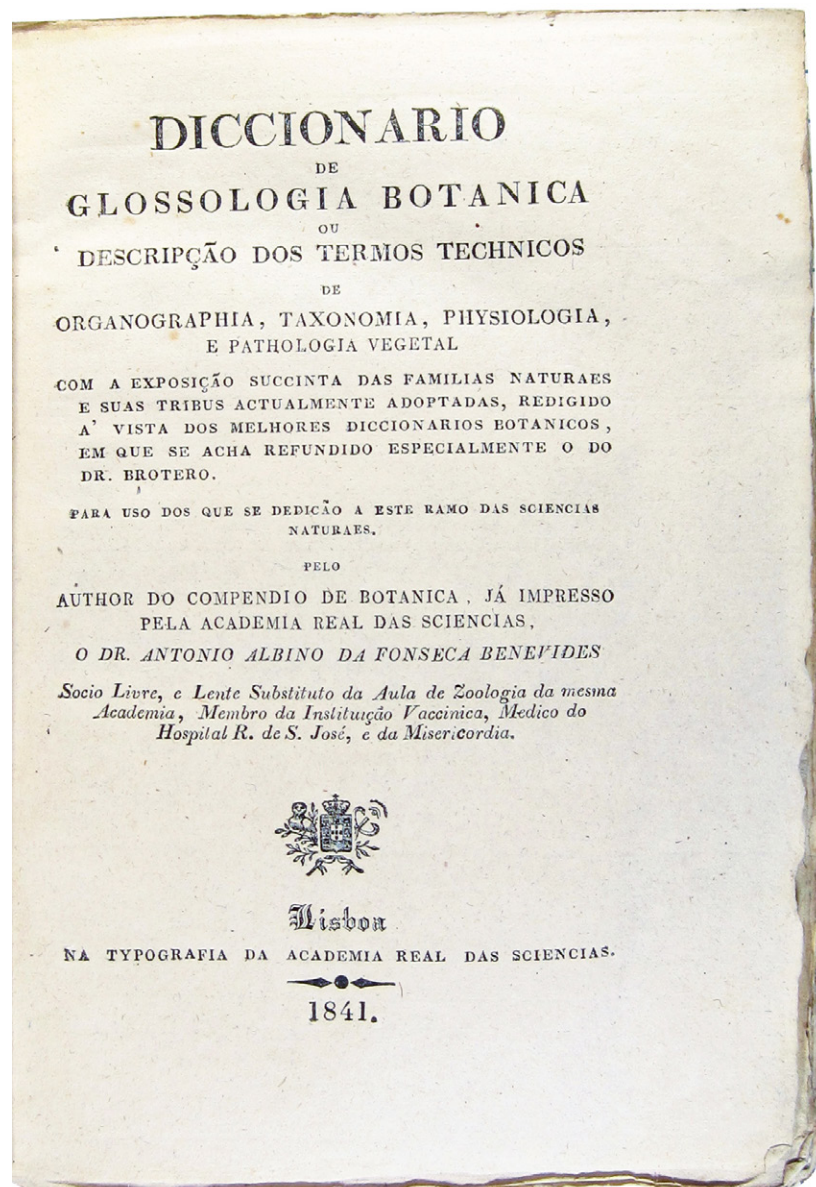 DICCIONARIO
DE
GLOSSOLOGIA BOTANICA
OU
DESCRIPÇÃO DOS TERMOS TECHNICOS
DE
ORGANOGRAPHIA, TAXONOMIA, PHYSIOLOGIA,
E PATHOLOGIA VEGETAL
COM A EXPOSIÇÃO SUCCINTA DAS FAMILIAS NATURAES
E SUAS TRIBUS ACTUALMENTE ADOPTADAS, REDIGIDO
A' VISTA DOS MELHORES DICCIONARIOS BOTANICOS,
EM QUE SE ACHA REFUNDIDO ESPECIALMENTE O DO
DR. BROTERO.
PARA USO DOS QUE SE DEDICÃO A ESTE RAMO DAS SCIENCIAS
NATURAES.
PELO
AUTHOR DO COMPENDIO DE BOTANICA, JÁ IMPRESSO
PELA ACADEMIA REAL DAS SCIENCIAS,
O DR. ANTONIO ALBINO DA FONSECA BENEVIDES
Socio Livre, e Lente Substituto da Aula de Zoologia da mesma
Academia, Membro da Instituição Vaccinica, Medico do
Hospital R. de S. José, e da Misericordia.
Lisboa
NA TYPOGRAFIA DA ACADEMIA REAL DAS SCIENCIAS.
1841.